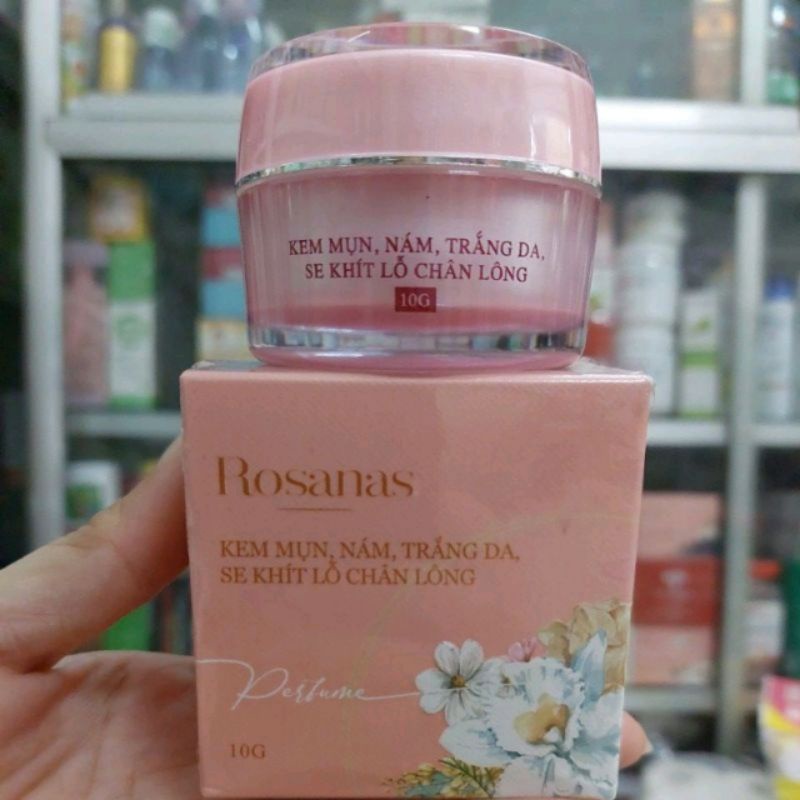 KEM MỤN, NÁM, TRẮNG DA,
SE KHÍT LỖ CHÂN LÔNG
10G
Rosanas
KEM MỤN, NÁM, TRẮNG DA,
SE KHÍT LỖ CHÂN LÔNG
Perfume
10G